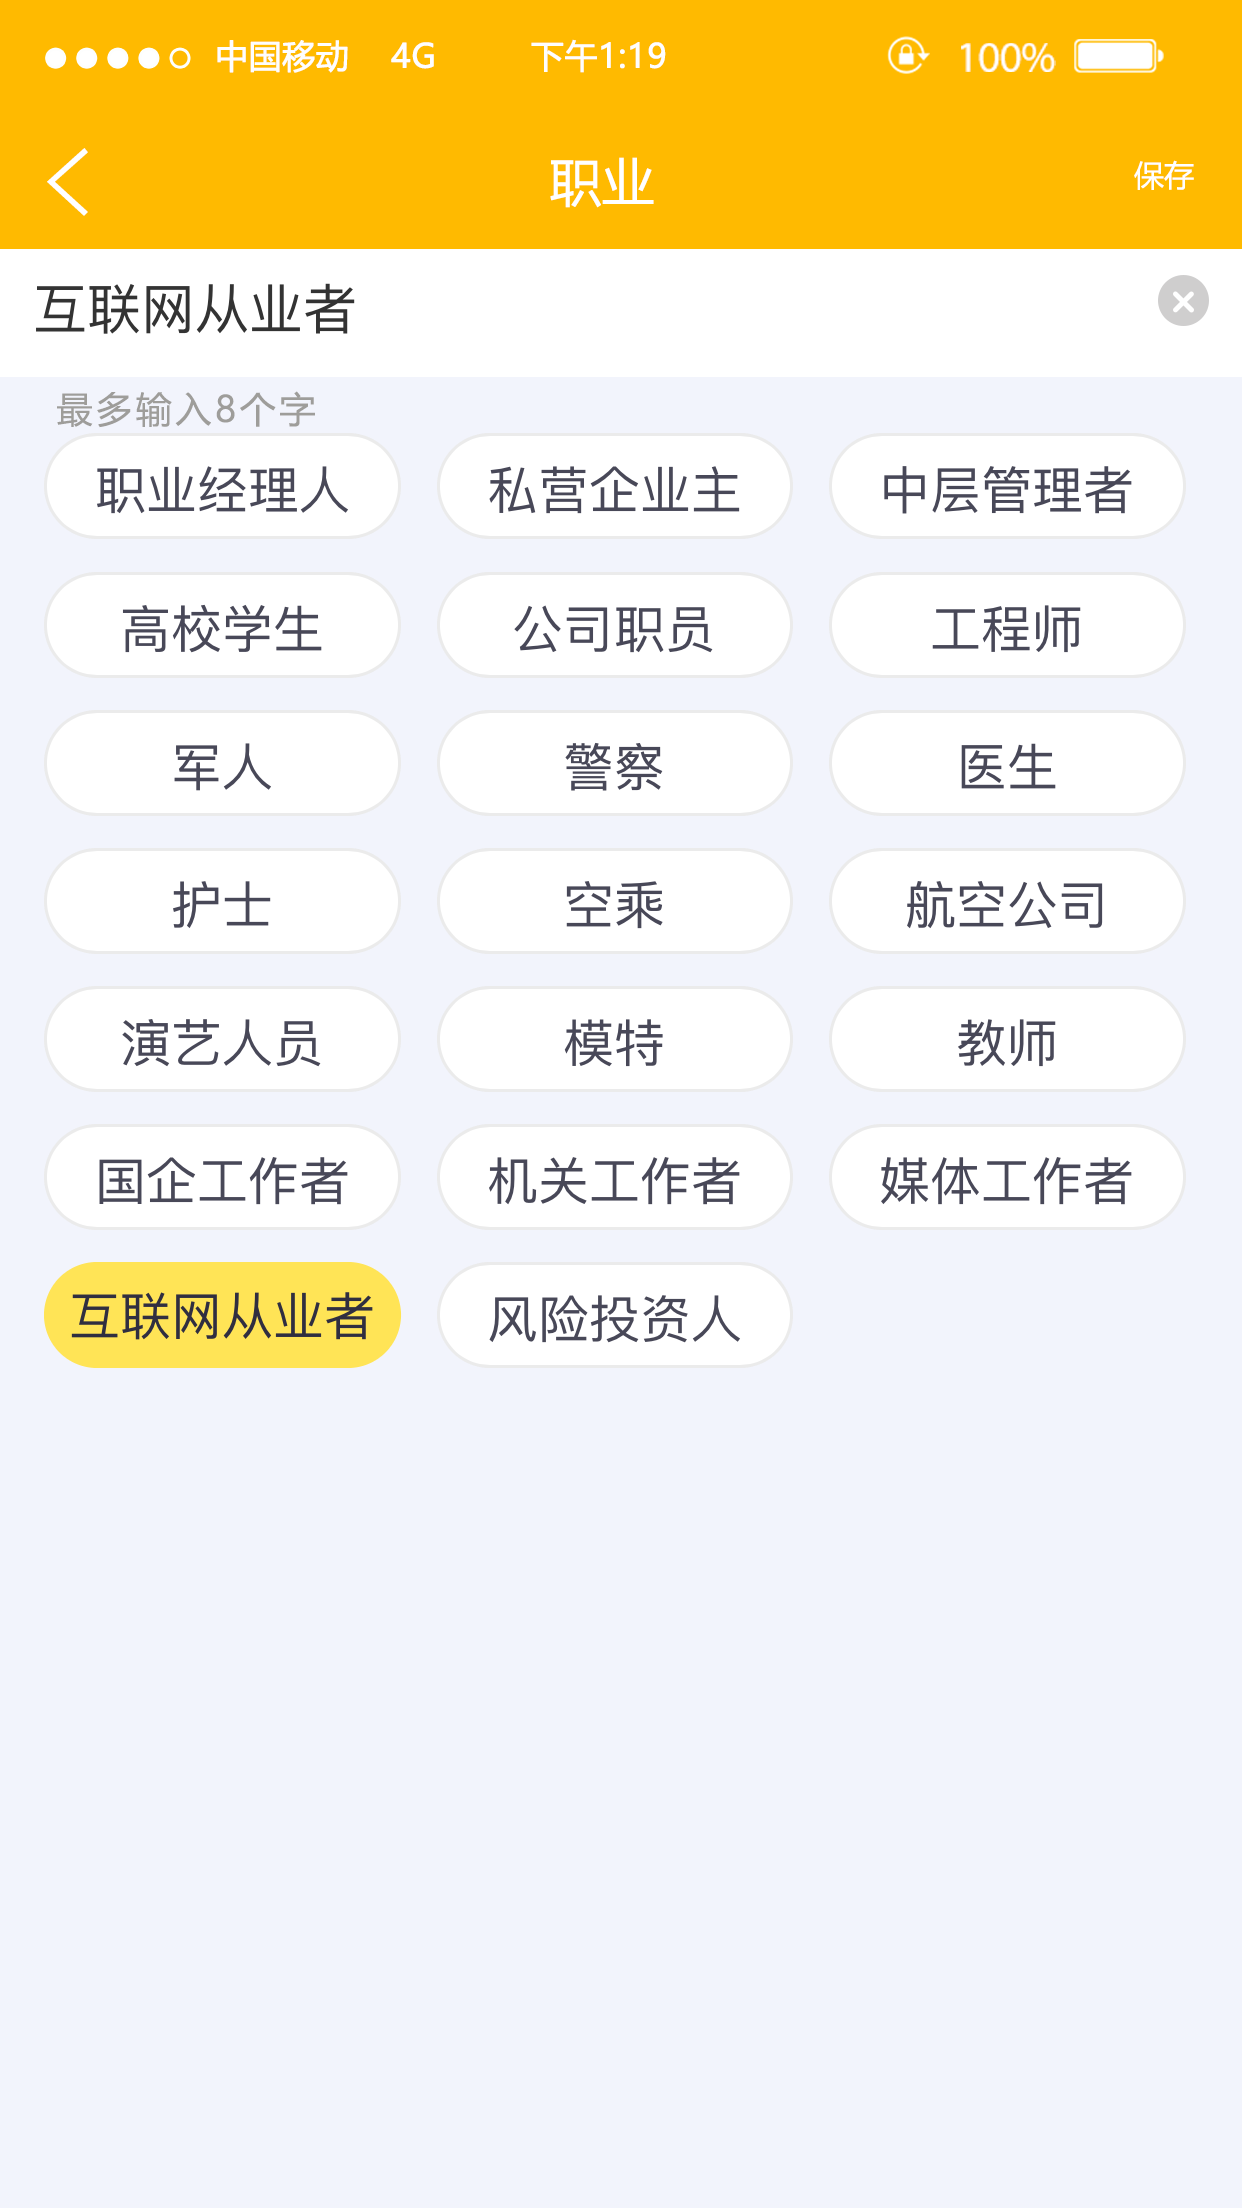 中国移动 4G 下午1:19 100%
职业 保存
互联网从业者
最多输入8个字
职业经理人 私营企业主 中层管理者
高校学生 公司职员 工程师
军人 警察 医生
护士 空乘 航空公司
演艺人员 模特 教师
国企工作者 机关工作者 媒体工作者
互联网从业者 风险投资人